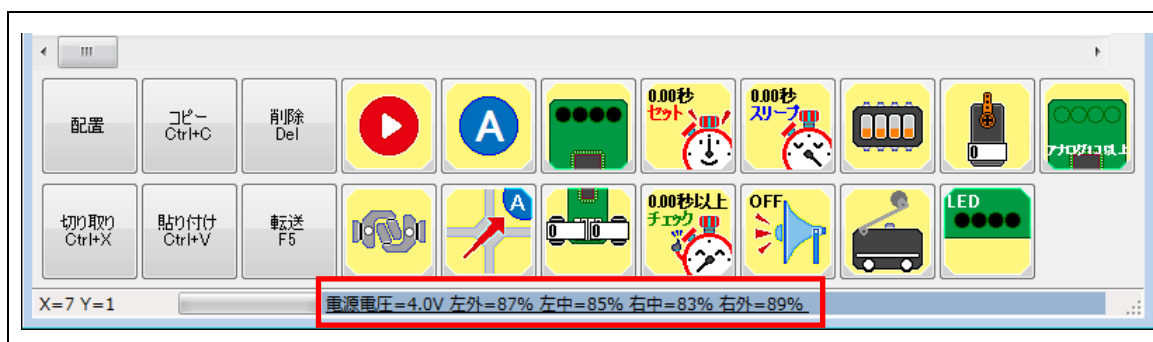 配置
コピー
Ctrl+C
削除
Del
A
0.00秒
セット
0.00秒
スリープ
0
アナログ(1コ以上
切り取り
Ctrl+X
貼り付け
Ctrl+V
転送
F5
A
0
0
0.00秒以上
チェック
OFF
LED
X=7 Y=1
電源電圧=4.0V 左外=87% 左中=85% 右中=83% 右外=89%